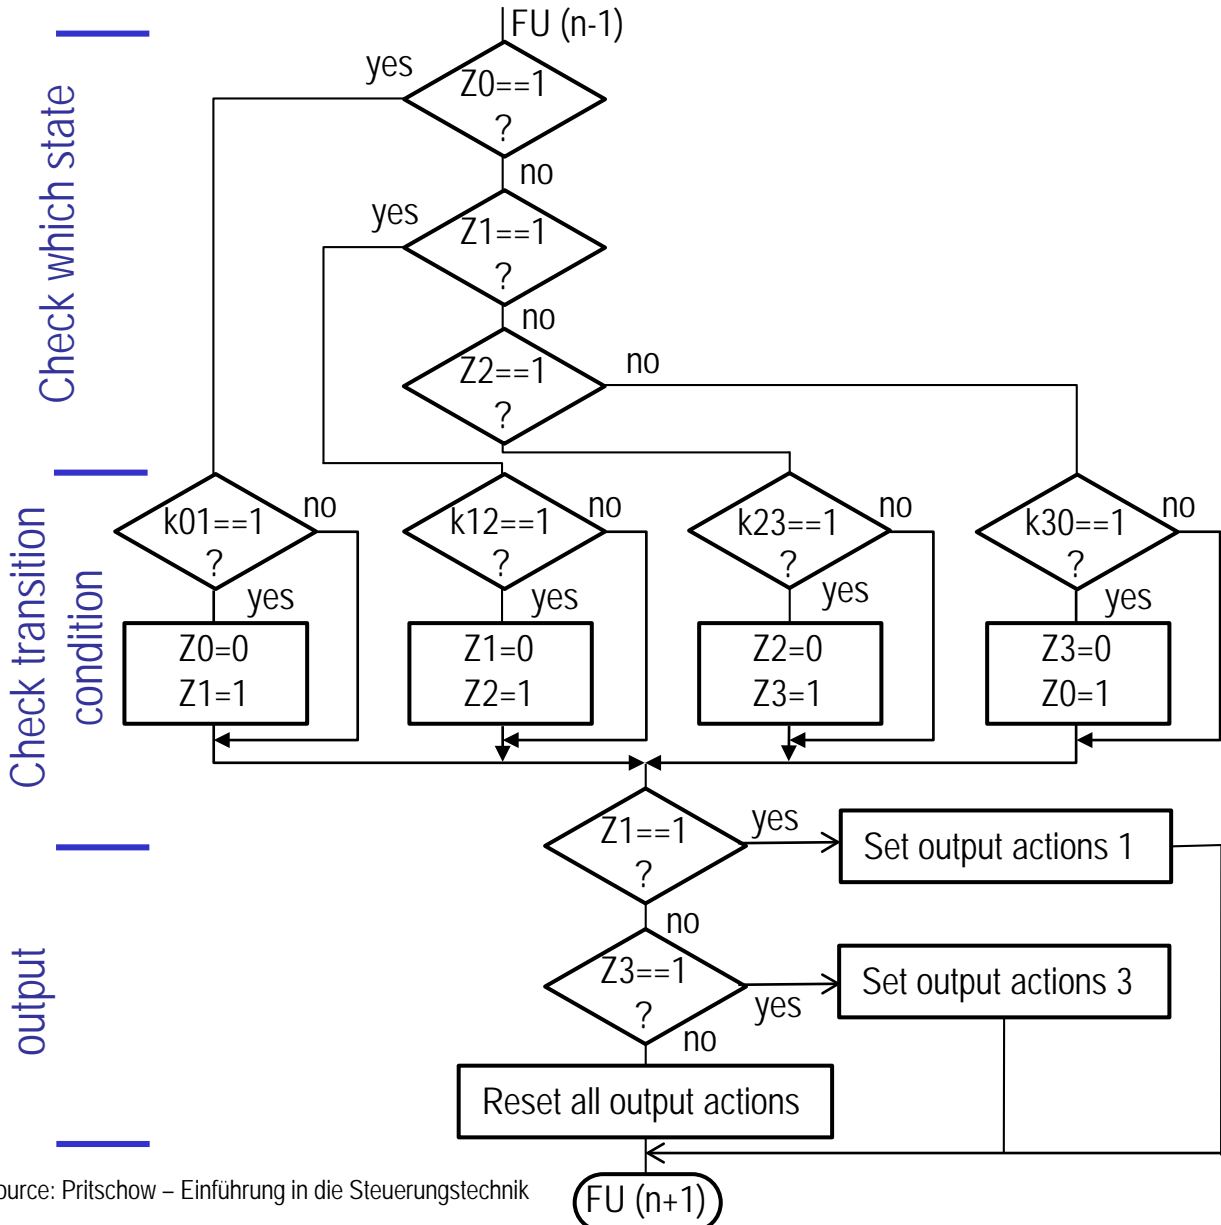 FU (n-1)
yes
Z0==1
?
no
yes
Z1==1
?
no
Z2==1
?
no
Check which state
k01==1
?
no
yes
k12==1
?
no
yes
k23==1
?
no
yes
k30==1
?
no
yes
Z0=0
Z1=1
Z1=0
Z2=1
Z2=0
Z3=1
Z3=0
Z0=1
Check transition
condition
Z1==1
?
yes
Set output actions 1
no
Z3==1
?
yes
Set output actions 3
no
Reset all output actions
output
ource: Pritschow – Einführung in die Steuerungstechnik
FU (n+1)